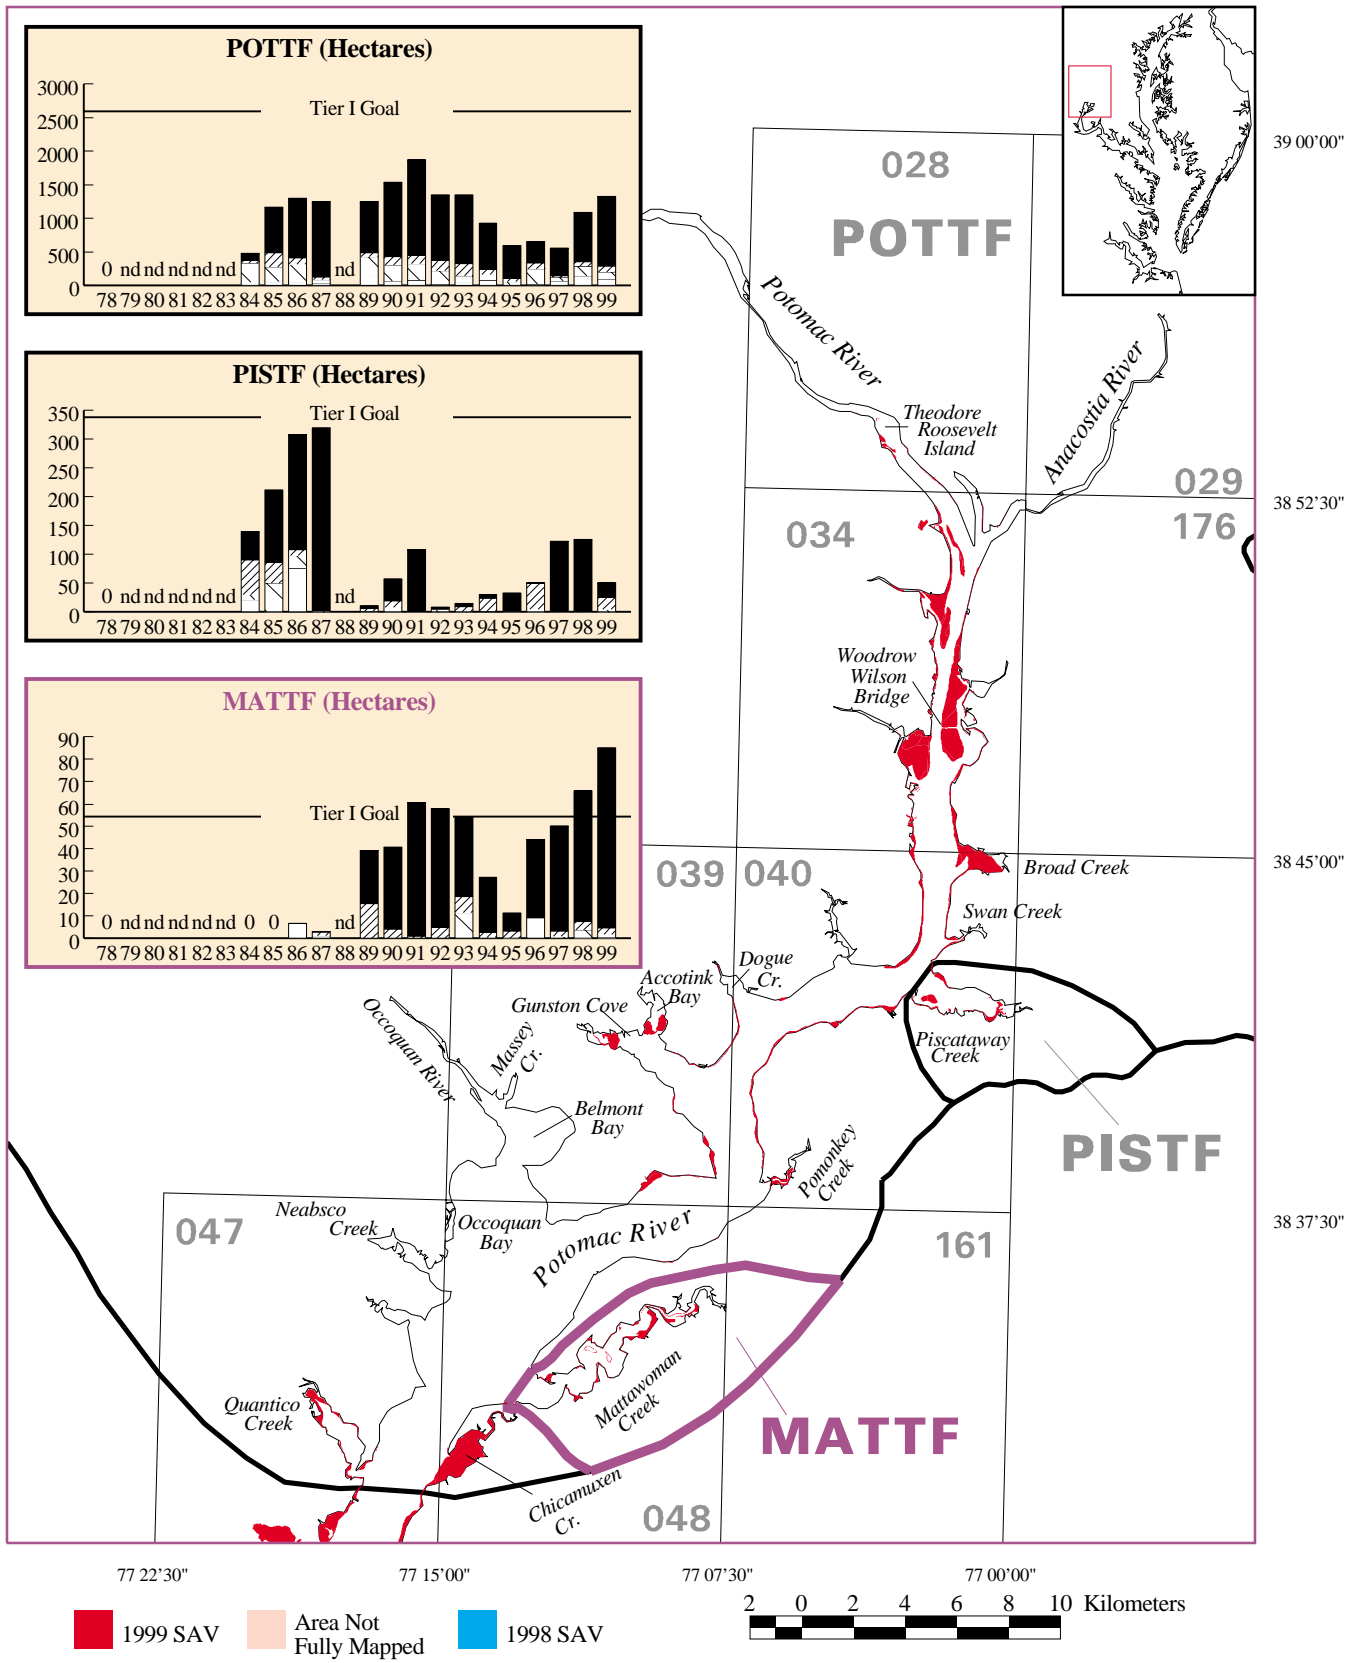 POTTF (Hectares)
3000
2500
2000
1500
1000
500
0
Tier I Goal
0 nd nd nd nd nd nd
78 79 80 81 82 83 84 85 86 87 88 89 90 91 92 93 94 95 96 97 98 99
PISTF (Hectares)
350
300
250
200
150
100
50
0
Tier I Goal
0 nd nd nd nd nd nd
78 79 80 81 82 83 84 85 86 87 88 89 90 91 92 93 94 95 96 97 98 99
MATTF (Hectares)
90
80
70
60
50
40
30
20
10
0
Tier I Goal
0 nd nd nd nd nd 0 0 nd
78 79 80 81 82 83 84 85 86 87 88 89 90 91 92 93 94 95 96 97 98 99
028
POTTF
39 00'00"
Potomac River
Anacostia River
Theodore
Roosevelt
Island
029
38 52'30"
034
176
Woodrow
Wilson
Bridge
039
040
38 45'00"
Broad Creek
Swan Creek
Dogue
Cr.
Accotink
Bay
Gunston Cove
Occoquan River
Massey
Cr.
Piscataway
Creek
Belmont
Bay
PISTF
Pomonkey
Creek
Neabsco
Creek
047
Occoquan
Bay
Potomac River
161
38 37'30"
Quantico
Creek
Mattawoman
Creek
MATTF
Chicamuxen
Cr.
048
77 22'30"
77 15'00"
77 07'30"
77 00'00"
1999 SAV
Area Not
Fully Mapped
1998 SAV
2 0 2 4 6 8 10 Kilometers